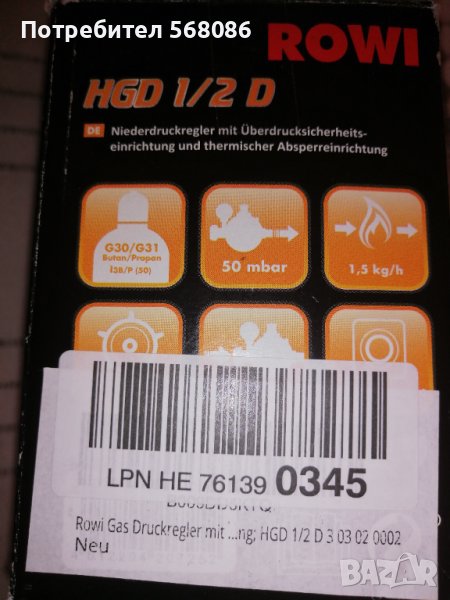 Потребител 568086
ROWI
HGD 1/2 D
DE Niederdruckregler mit Überdrucksicherheits-
einrichtung und thermischer Absperreinrichtung
G30/G31
Butan/Propan
I3B/P (50)
50 mbar
1,5 kg/h
LPN HE 76139 0345
Rowi Gas Druckregler mit ...ng; HGD 1/2 D 3 03 02 0002
Neu
bazar